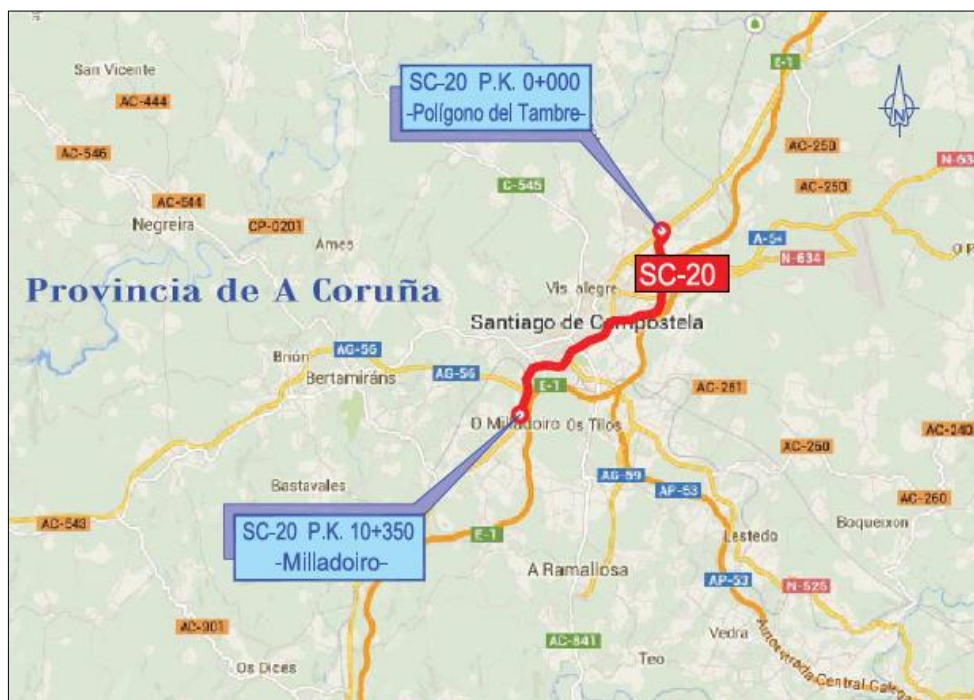 San Vicente
AC-444
SC-20 P.K. 0+000
-Polígono del Tambre-
E-1
N
AC-546
AC-250
C-545
AC-250
AC-544
Negreira
CP-0201
Ames
A-54
N-634
SC-20
Provincia de A Coruña
Vis alegre
Santiago de Compostela
Brión
AG-56
Bertamiráns
AG-56
E-1
AC-261
O Milladoiro
Os Tilos
AC-240
AC-250
Bastavales
AG-59
AP-53
AC-260
AC-543
SC-20 P.K. 10+350
-Milladoiro-
E-1
Boqueixon
Lestedo
A Ramallosa
AP-53
N-525
AC-901
Vedra
Os Dices
AC-841
Teo
Autoestrada Central